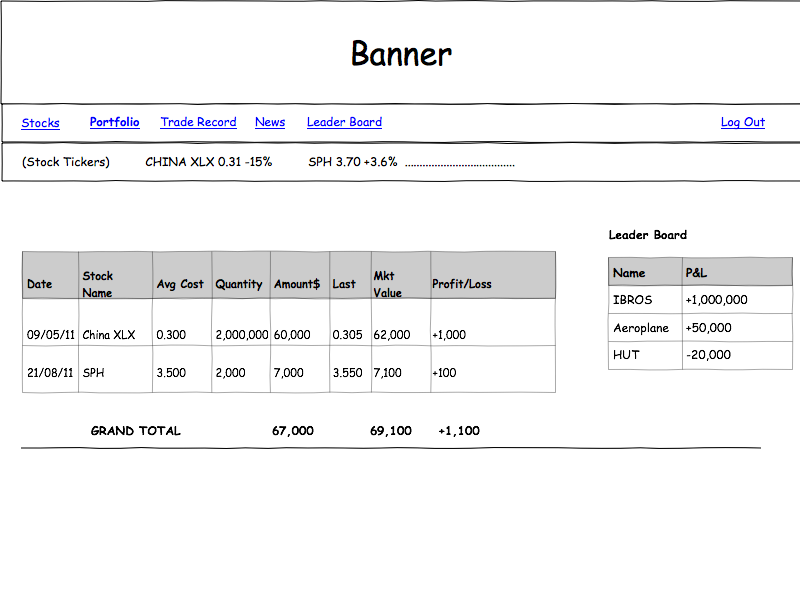 Banner
Stocks Portfolio Trade Record News Leader Board Log Out
(Stock Tickers) CHINA XLX 0.31 -15% SPH 3.70 +3.6% ......................................
Leader Board
Date Stock Name Avg Cost Quantity Amount$ Last Mkt Value Profit/Loss
09/05/11 China XLX 0.300 2,000,000 60,000 0.305 62,000 +1,000
21/08/11 SPH 3.500 2,000 7,000 3.550 7,100 +100
GRAND TOTAL 67,000 69,100 +1,100
Name P&L
IBROS +1,000,000
Aeroplane +50,000
HUT -20,000